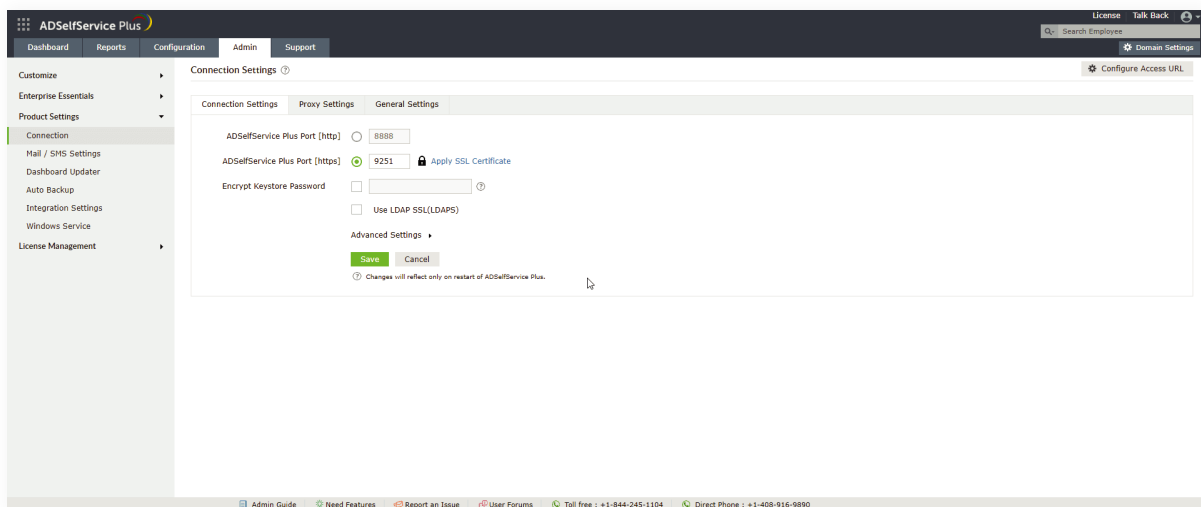 License Talk Back
ADSelfService Plus
Search Employee
Dashboard Reports Configuration Admin Support
Domain Settings
Customize
Enterprise Essentials
Product Settings
Connection
Mail / SMS Settings
Dashboard Updater
Auto Backup
Integration Settings
Windows Service
License Management
Connection Settings ?
Configure Access URL
Connection Settings Proxy Settings General Settings
ADSelfService Plus Port [http] 8888
ADSelfService Plus Port [https] 9251 Apply SSL Certificate
Encrypt Keystore Password ?
Use LDAP SSL(LDAPS)
Advanced Settings
Save Cancel
? Changes will reflect only on restart of ADSelfService Plus.
Admin Guide Need Features Report an Issue User Forums Toll free : +1-844-245-1104 Direct Phone : +1-408-916-9890